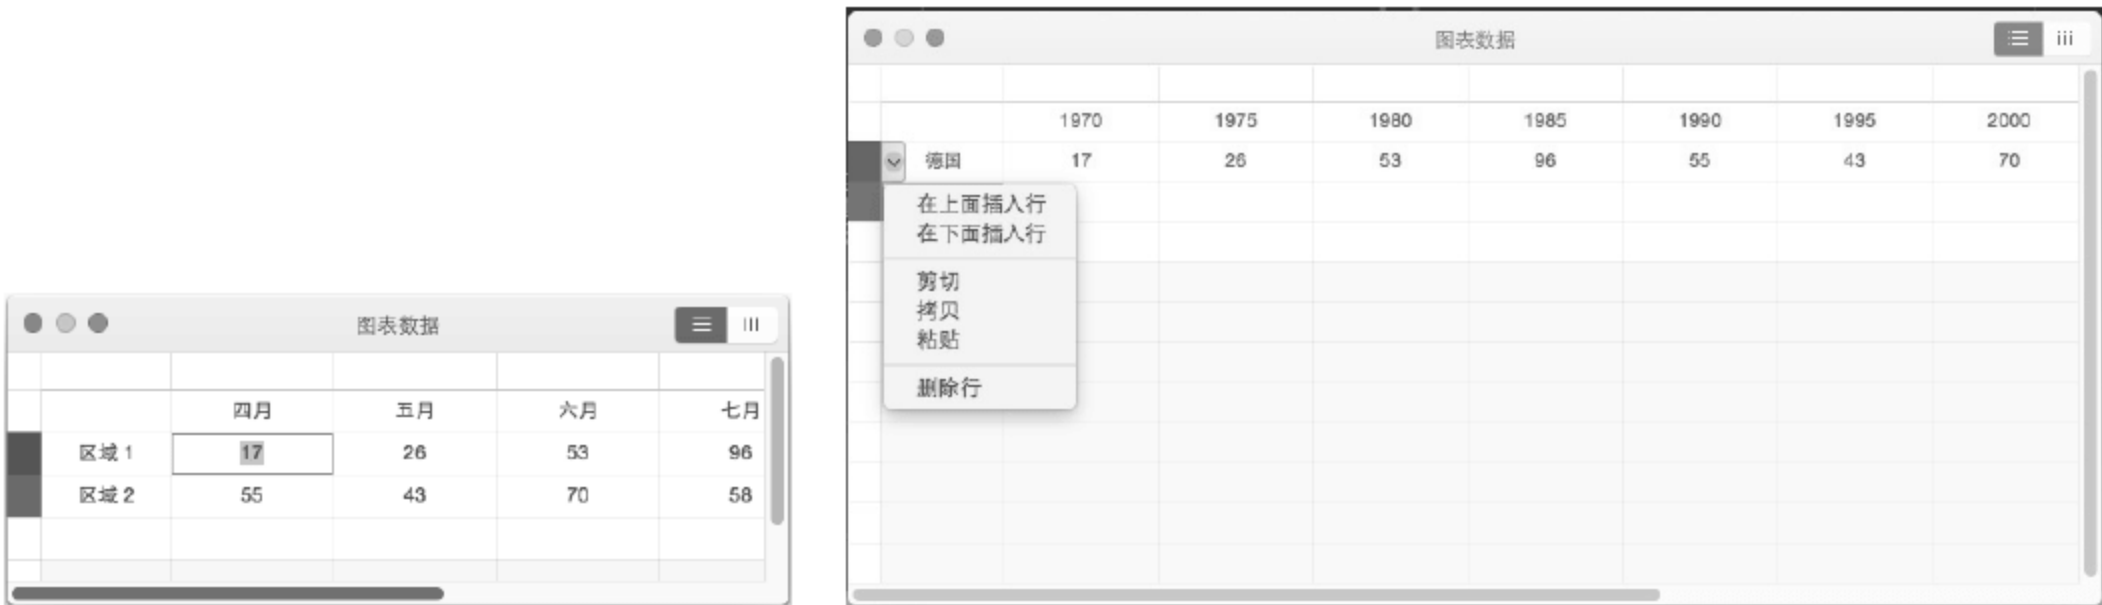 图表数据
四月 五月 六月 七月
区域 1 17 26 53 96
区域 2 55 43 70 58
图表数据
1970 1975 1980 1985 1990 1995 2000
德国 17 26 53 96 55 43 70
在上面插入行
在下面插入行
剪切
拷贝
粘贴
删除行